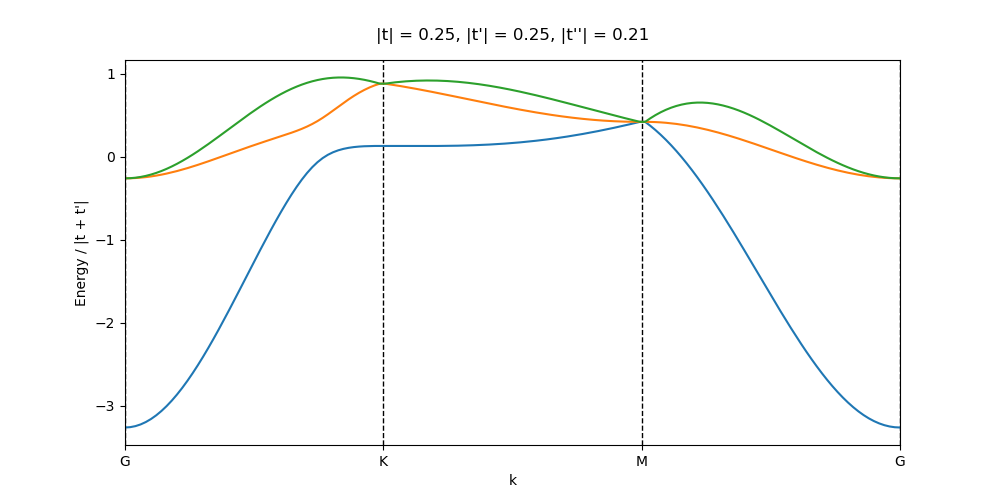 |t| = 0.25, |t'| = 0.25, |t''| = 0.21
Energy / |t + t'|
1
0
−1
−2
−3
G
K
M
G
k